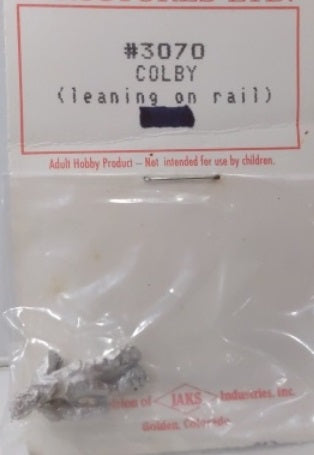 #3070
COLBY
(leaning on rail)
Adult Hobby Product – Not intended for use by children.
of JAKS Industries, Inc.
Golden, Colorado